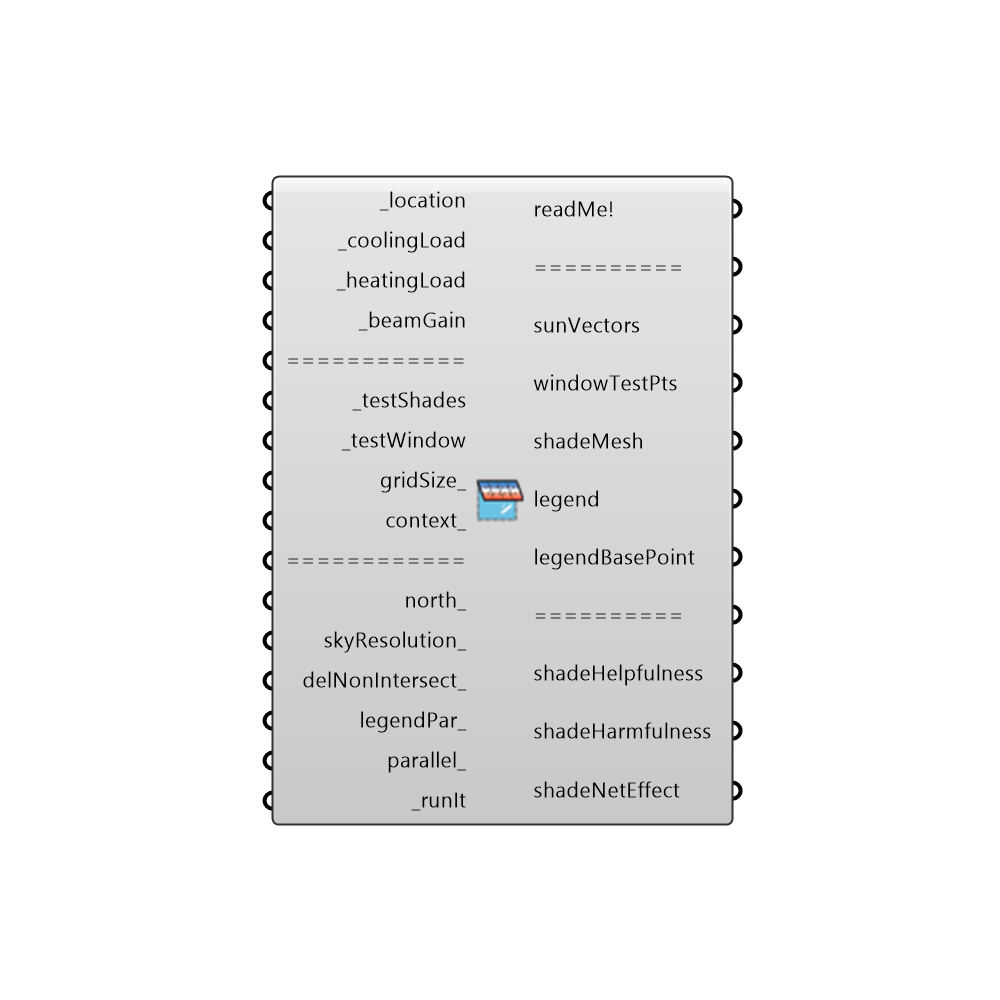 _location
_coolingLoad
_heatingLoad
_beamGain
============
_testShades
_testWindow
gridSize_
context_
============
north_
skyResolution_
delNonIntersect_
legendPar_
parallel_
_runIt
readMe!
==========
sunVectors
windowTestPts
shadeMesh
legend
legendBasePoint
==========
shadeHelpfulness
shadeHarmfulness
shadeNetEffect